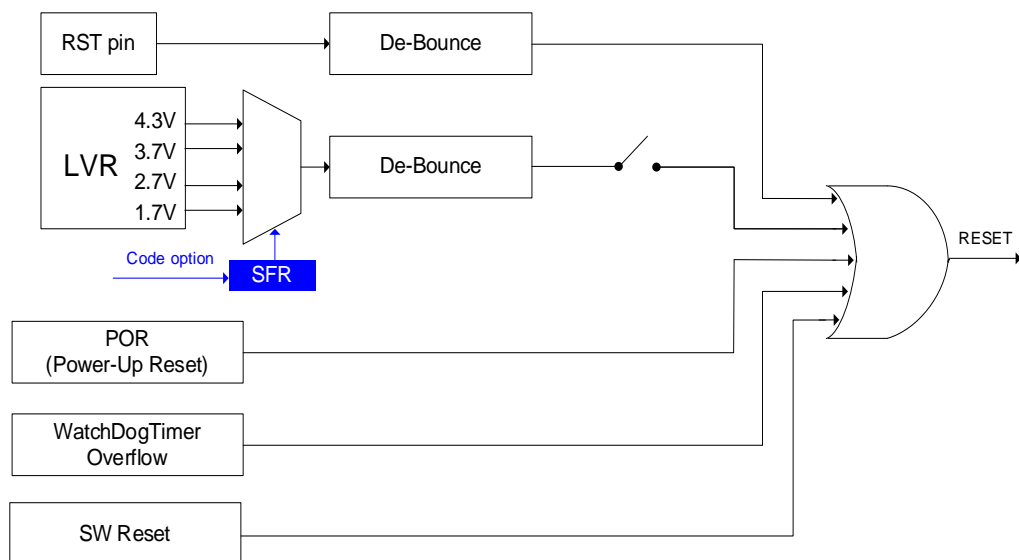 RST pin
De-Bounce
LVR
4.3V
3.7V
2.7V
1.7V
De-Bounce
Code option
SFR
RESET
POR
(Power-Up Reset)
WatchDogTimer
Overflow
SW Reset